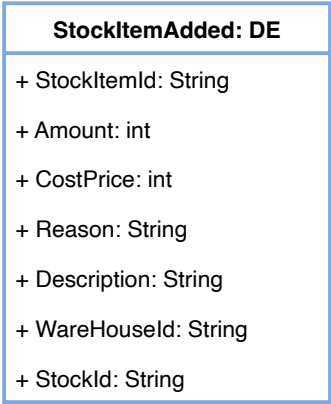 StockItemAdded: DE
+ StockItemId: String
+ Amount: int
+ CostPrice: int
+ Reason: String
+ Description: String
+ WareHouseId: String
+ StockId: String